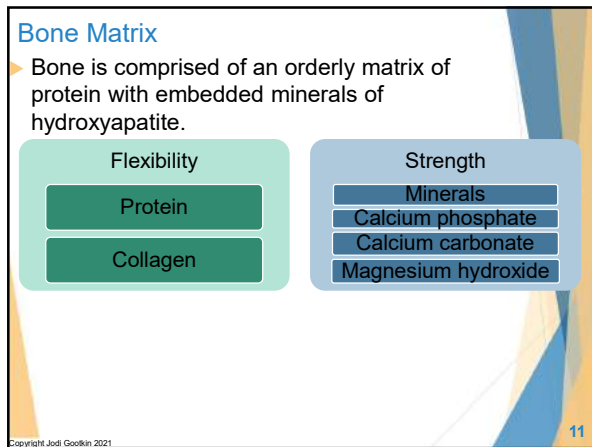 Bone Matrix
Bone is comprised of an orderly matrix of
protein with embedded minerals of
hydroxyapatite.
Flexibility
Protein
Collagen
Strength
Minerals
Calcium phosphate
Calcium carbonate
Magnesium hydroxide
Copyright Jodi Gootkin 2021
11